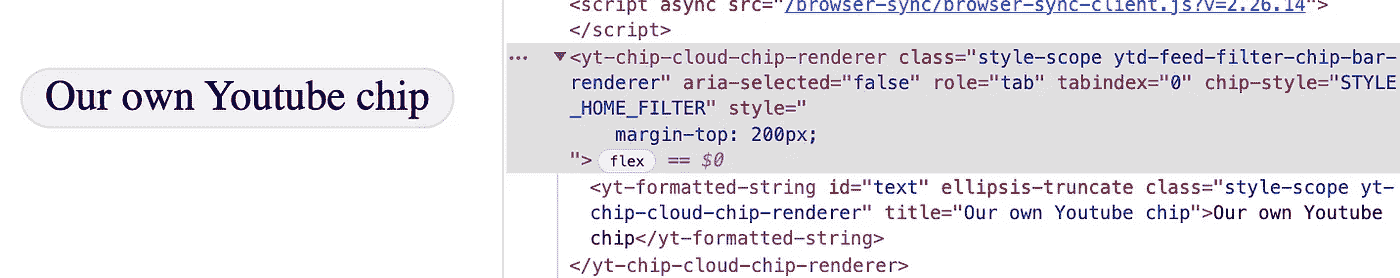 Our own Youtube chip
<script async src="/browser-sync/browser-sync-client.js?v=2.26.14">
</script>
••• ▼<yt-chip-cloud-chip-renderer class="style-scope ytd-feed-filter-chip-bar-
renderer" aria-selected="false" role="tab" tabindex="0" chip-style="STYLE
_HOME_FILTER" style="
margin-top: 200px;
"> flex == $0
<yt-formatted-string id="text" ellipsis-truncate class="style-scope yt-
chip-cloud-chip-renderer" title="Our own Youtube chip">Our own Youtube
chip</yt-formatted-string>
</yt-chip-cloud-chip-renderer>